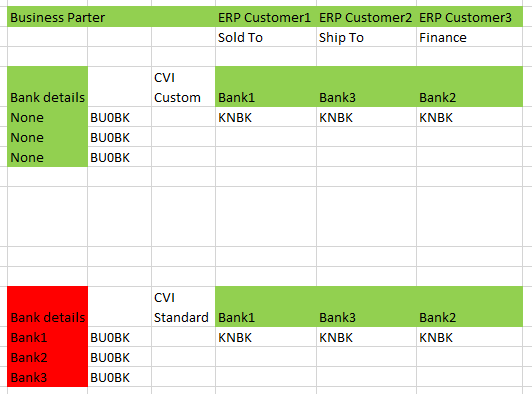 Business Parter ERP Customer1 ERP Customer2 ERP Customer3
Sold To Ship To Finance
CVI
Bank details Custom Bank1 Bank3 Bank2
None BU0BK KNBK KNBK KNBK
None BU0BK
None BU0BK
CVI
Bank details Standard Bank1 Bank3 Bank2
Bank1 BU0BK KNBK KNBK KNBK
Bank2 BU0BK
Bank3 BU0BK